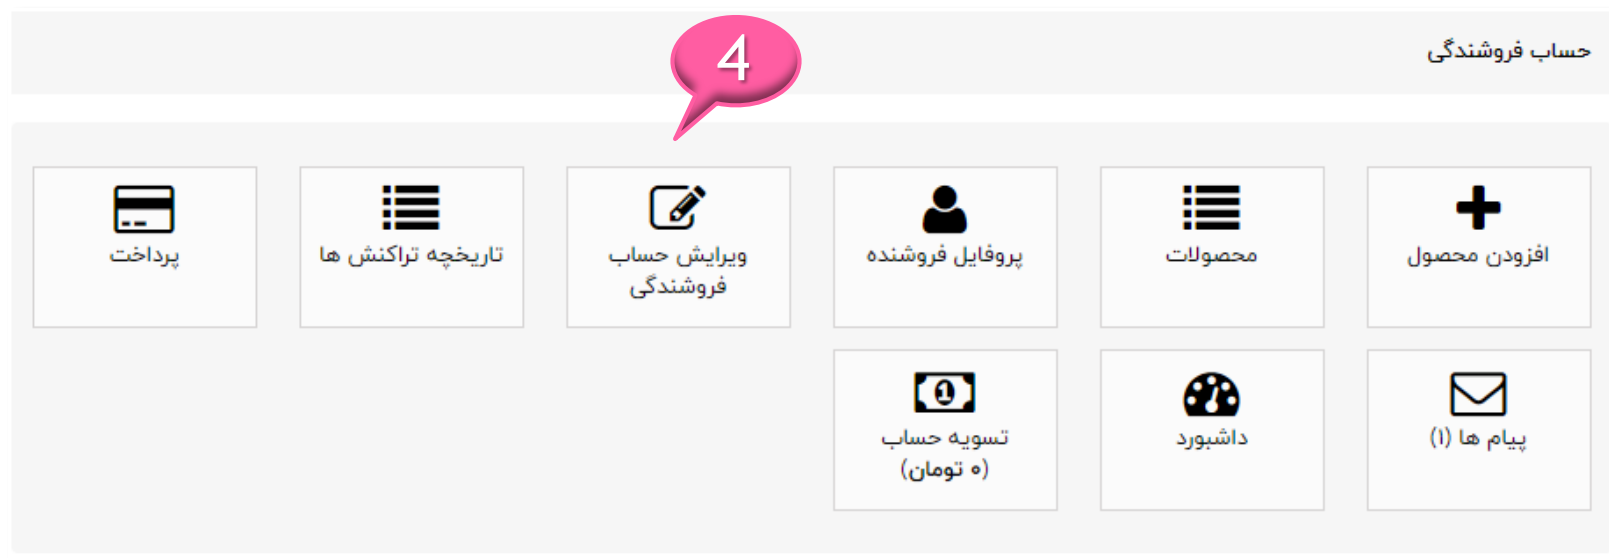 حساب فروشندگی
4
افزودن محصول
محصولات
پروفایل فروشنده
ویرایش حساب
فروشندگی
تاریخچه تراکنش ها
پرداخت
پیام ها (۱)
داشبورد
تسویه حساب
(۰ تومان)